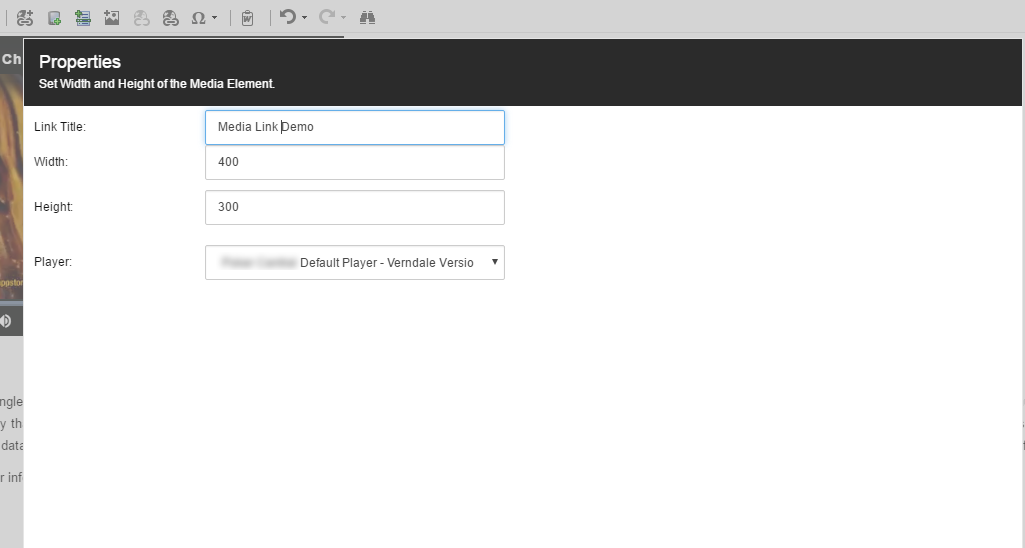 Ch
Properties
Set Width and Height of the Media Element.
Link Title:
Media Link Demo
Width:
400
Height:
300
Player:
Default Player - Verndale Versio
ppstor
ngle
y th
data
r inf